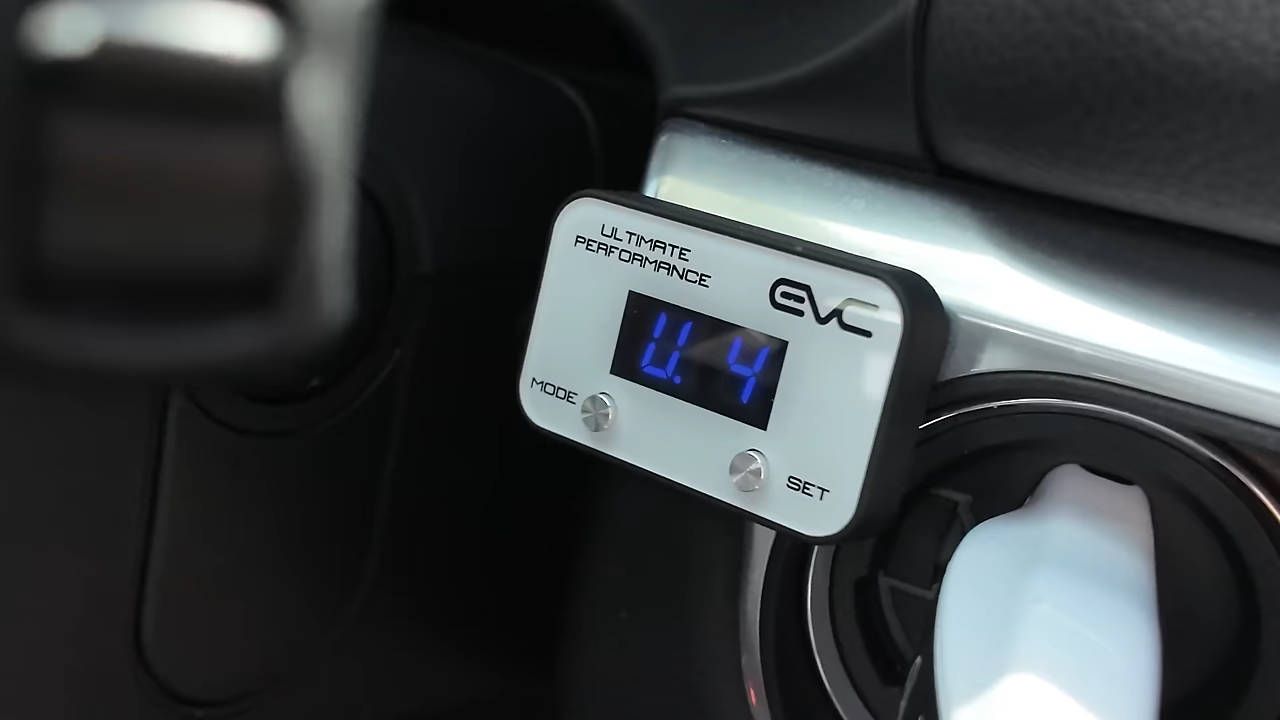 ULTIMATE
PERFORMANCE
EVC
U. 4
MODE
SET